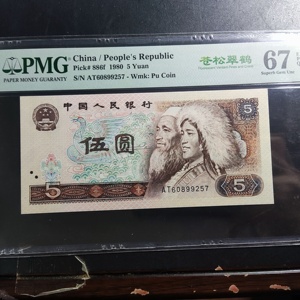 PMG
PAPER MONEY GUARANTY
China / People's Republic
Pick# 886f 1980 5 Yuan
S/N AT60899257 - Wmk: Pu Coin
苍松翠鹤
67
Superb Gem Unc
中国人民银行
5
伍圆
5
AT60899257
5